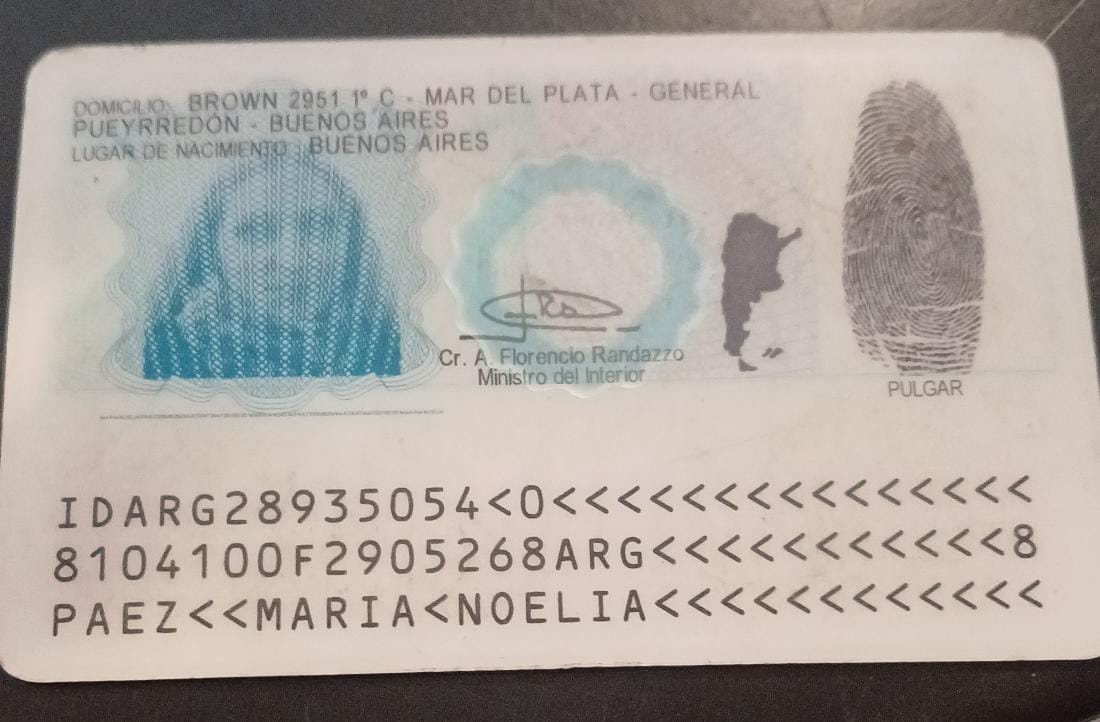 DOMICILIO: BROWN 2951 1º C - MAR DEL PLATA - GENERAL
PUEYRREDÓN - BUENOS AIRES
LUGAR DE NACIMIENTO: BUENOS AIRES
Cr. A. Florencio Randazzo
Ministro del Interior
PULGAR
IDARG28935054<0<<<<<<<<<<<<<<<
8104100F2905268ARG<<<<<<<<<<<8
PAEZ<<MARIA<NOELIA<<<<<<<<<<<<